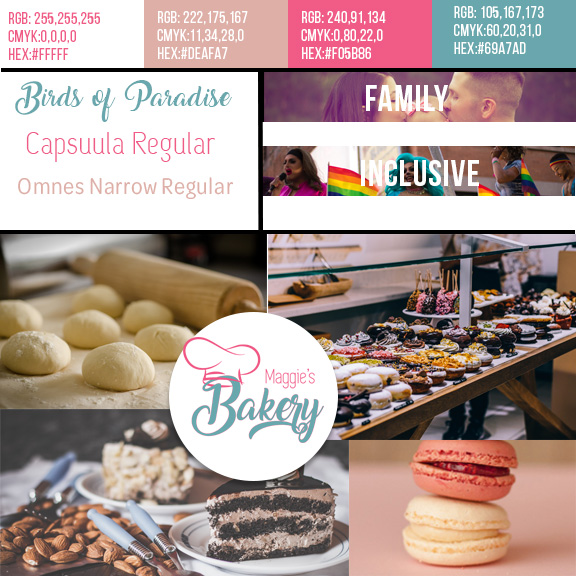 RGB: 255,255,255
CMYK:0,0,0,0
HEX:#FFFFF
RGB: 222,175,167
CMYK:11,34,28,0
HEX:#DEAFA7
RGB: 240,91,134
CMYK:0,80,22,0
HEX:#F05B86
RGB: 105,167,173
CMYK:60,20,31,0
HEX:#69A7AD
Birds of Paradise
Capsuula Regular
Omnes Narrow Regular
FAMILY
INCLUSIVE
Maggie's
Bakery